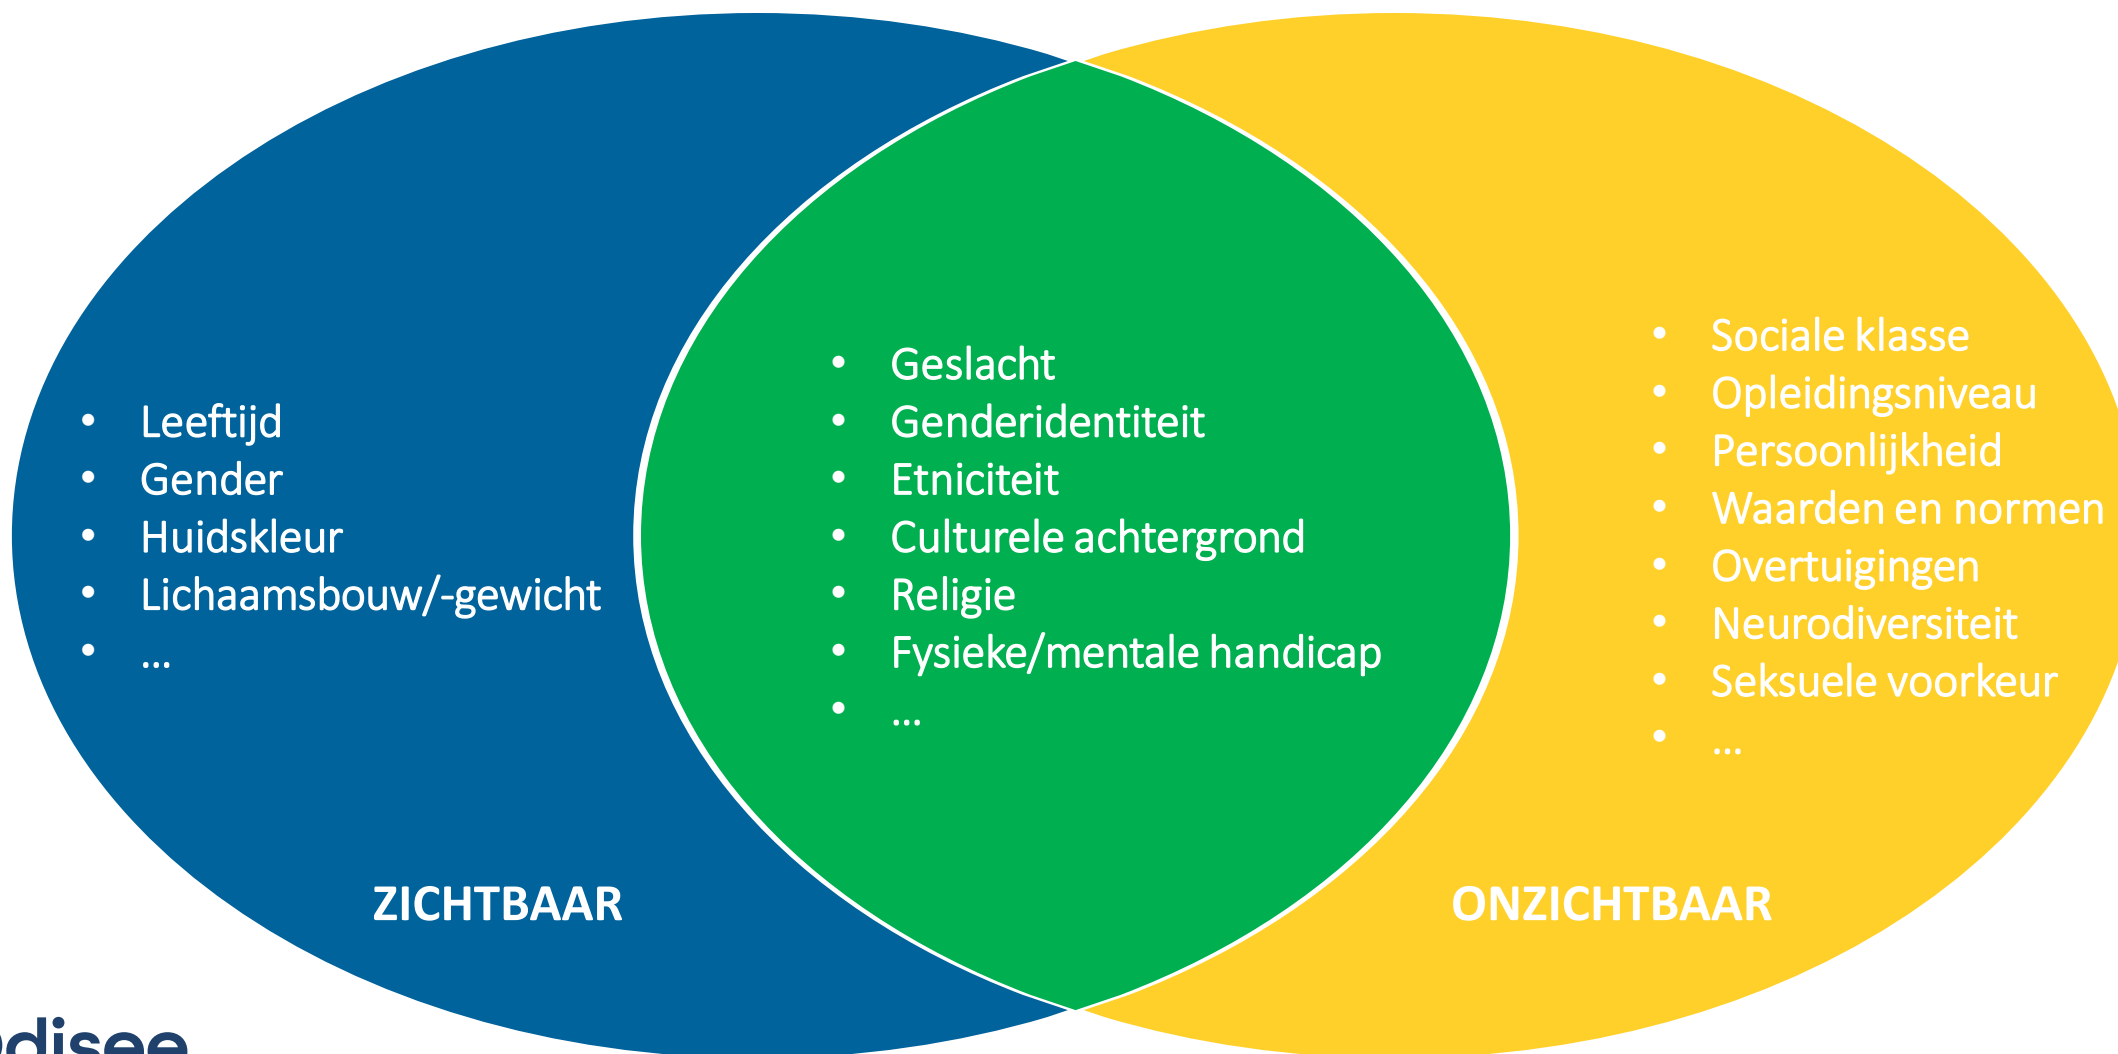 • Leeftijd
• Gender
• Huidskleur
• Lichaamsbouw/-gewicht
• ...
ZICHTBAAR
• Geslacht
• Genderidentiteit
• Etniciteit
• Culturele achtergrond
• Religie
• Fysieke/mentale handicap
• ...
• Sociale klasse
• Opleidingsniveau
• Persoonlijkheid
• Waarden en normen
• Overtuigingen
• Neurodiversiteit
• Seksuele voorkeur
• ...
ONZICHTBAAR
disee